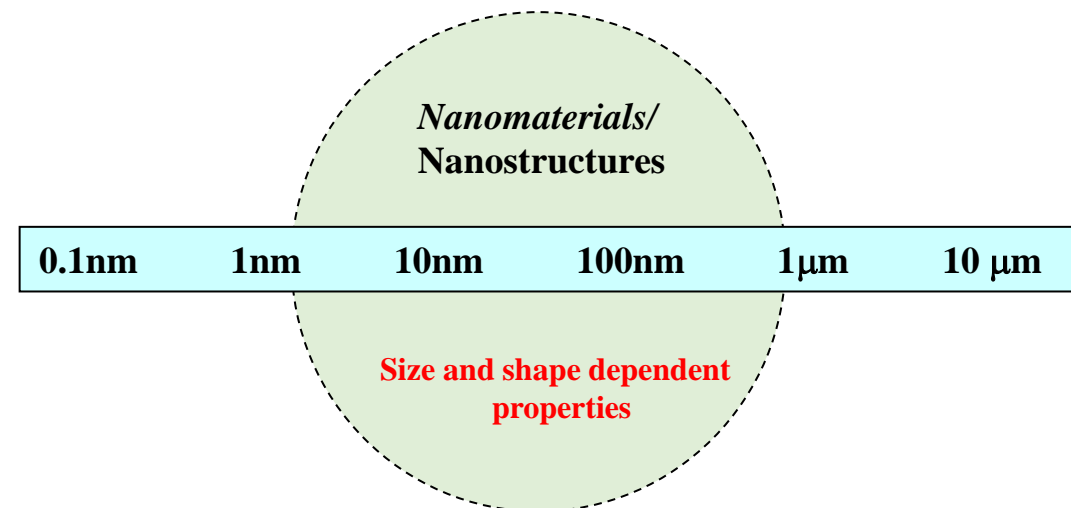 Nanomaterials/
Nanostructures
0.1nm 1nm 10nm 100nm 1μm 10 μm
Size and shape dependent
properties